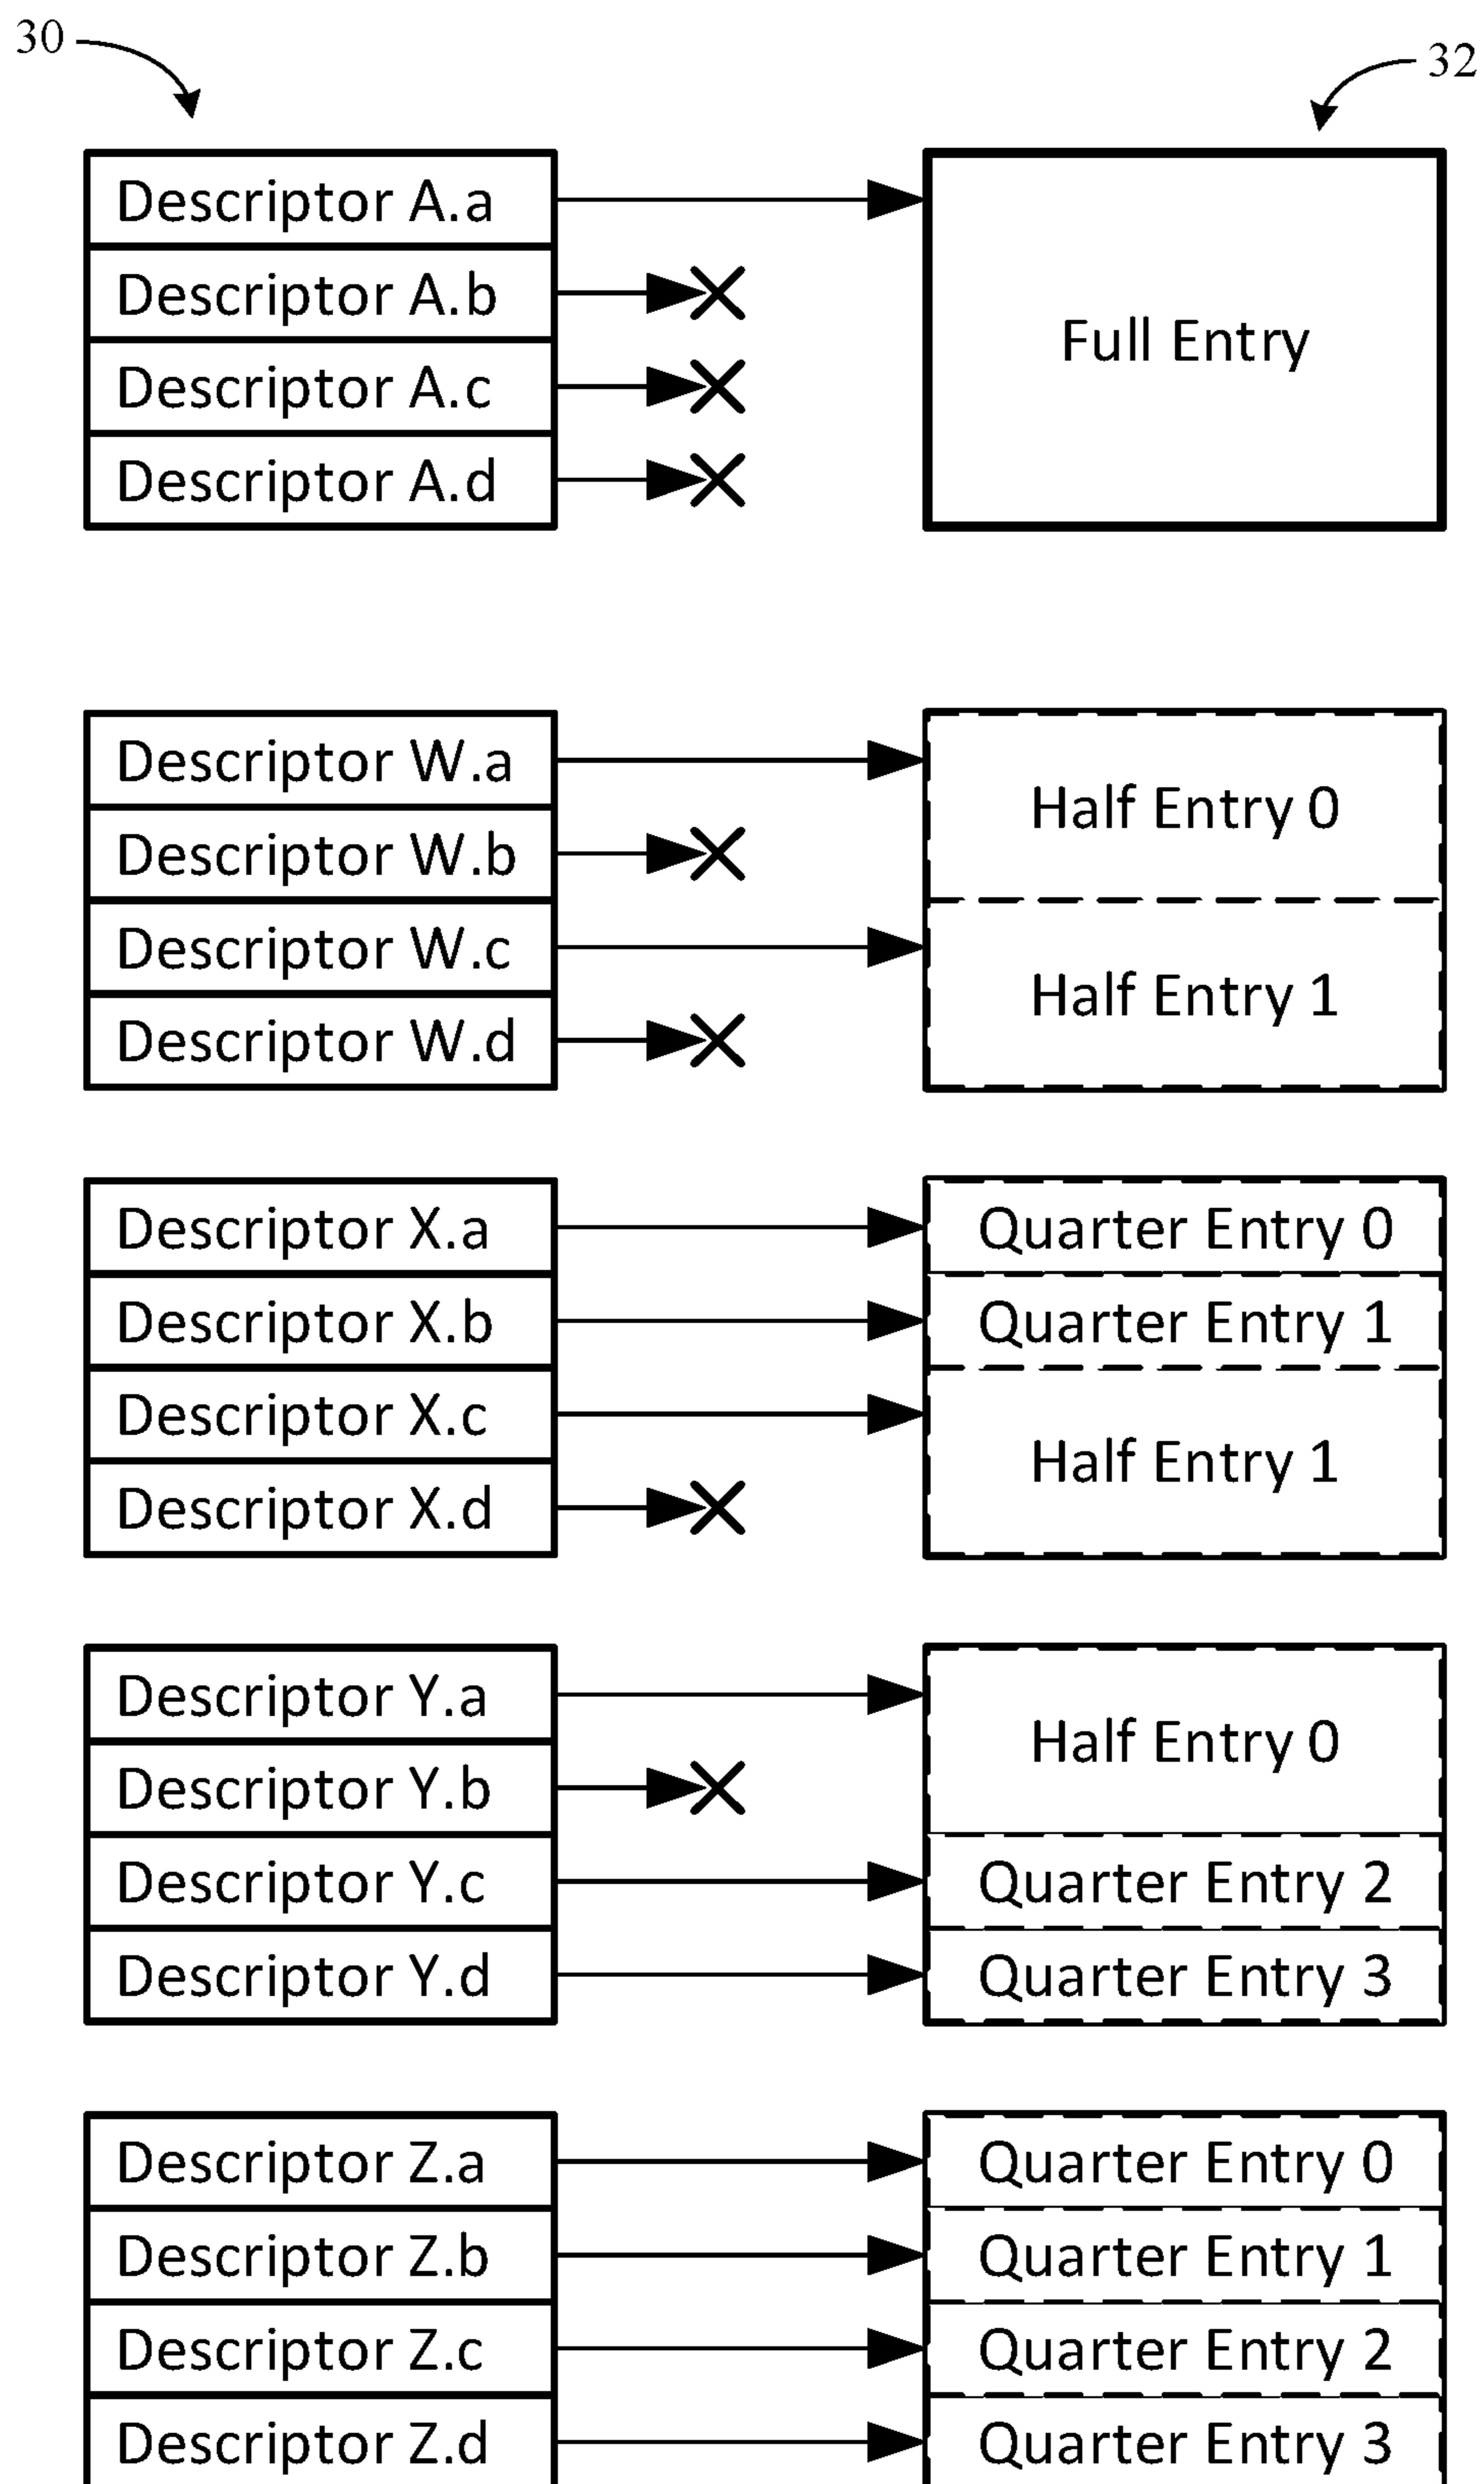 30
32
Descriptor A.a
Descriptor A.b
Descriptor A.c
Descriptor A.d
Full Entry
Descriptor W.a
Descriptor W.b
Descriptor W.c
Descriptor W.d
Half Entry 0
Half Entry 1
Descriptor X.a
Descriptor X.b
Descriptor X.c
Descriptor X.d
Quarter Entry 0
Quarter Entry 1
Half Entry 1
Descriptor Y.a
Descriptor Y.b
Descriptor Y.c
Descriptor Y.d
Half Entry 0
Quarter Entry 2
Quarter Entry 3
Descriptor Z.a
Descriptor Z.b
Descriptor Z.c
Descriptor Z.d
Quarter Entry 0
Quarter Entry 1
Quarter Entry 2
Quarter Entry 3